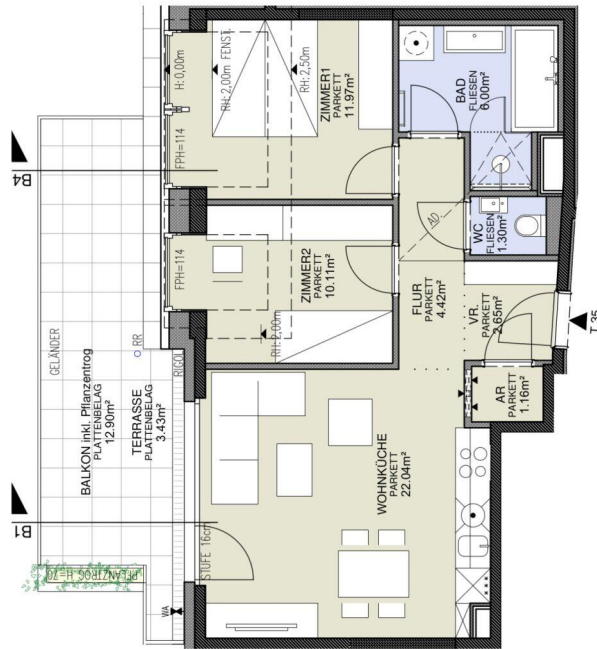 B4
B1
GELÄNDER
BALKON inkl. Pflanzentrog
PLATTENBELAG
12.90m²
RR
TERRASSE
PLATTENBELAG
3.43m²
RIGOL
PFLANZTROG H=70
WA
STUFE 16cm
H:0,00m
RH:2,00m FENST.
RH:2,50m
FPH=114
ZIMMER1
PARKETT
11.97m²
FPH=114
RH:2,00m
ZIMMER2
PARKETT
10.11m²
BAD
FLIESEN
6.00m²
WC
FLIESEN
1.30m²
AD
FLUR
PARKETT
4.42m²
VR.
PARKETT
2.65m²
AR
PARKETT
1.16m²
WOHNKÜCHE
PARKETT
22.04m²
T 35